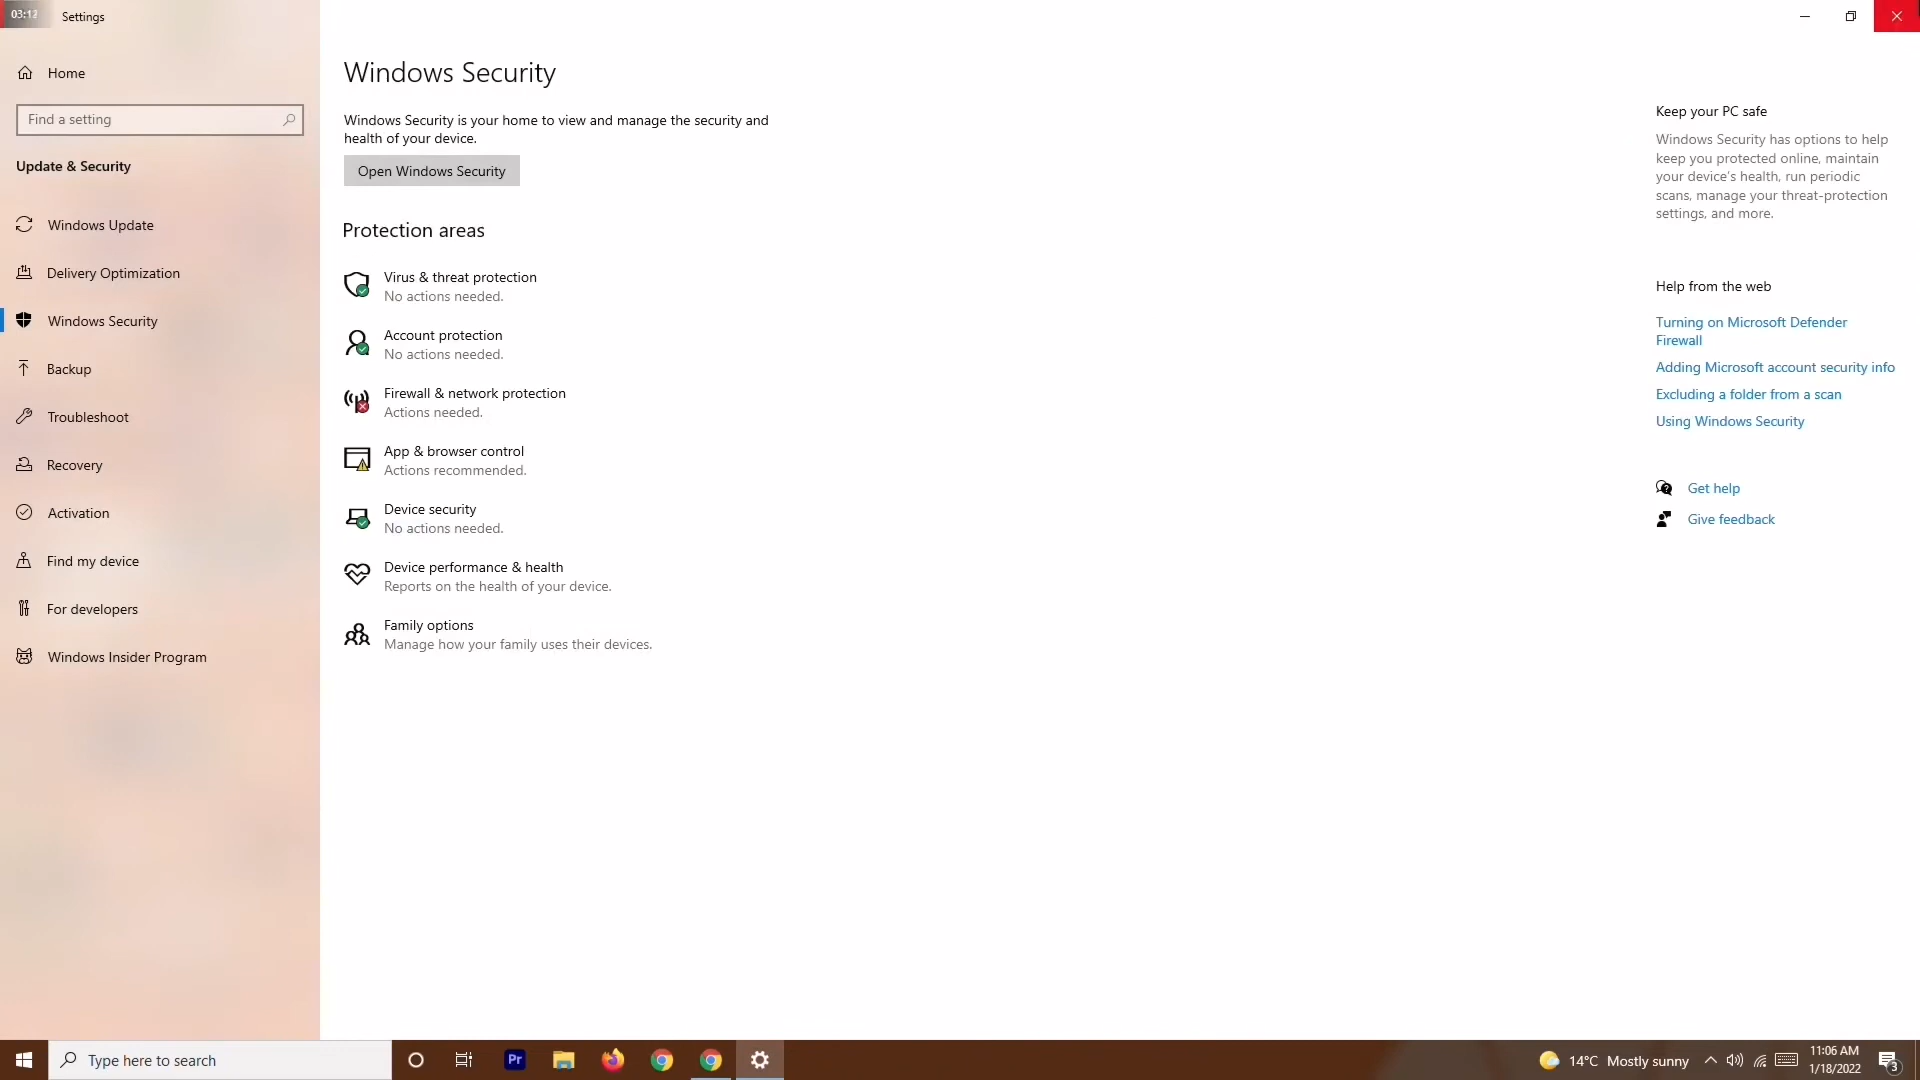 03:12
Settings
Home
Find a setting
Update & Security
Windows Update
Delivery Optimization
Windows Security
Backup
Troubleshoot
Recovery
Activation
Find my device
For developers
Windows Insider Program
Windows Security
Windows Security is your home to view and manage the security and
health of your device.
Open Windows Security
Protection areas
Virus & threat protection
No actions needed.
Account protection
No actions needed.
Firewall & network protection
Actions needed.
App & browser control
Actions recommended.
Device security
No actions needed.
Device performance & health
Reports on the health of your device.
Family options
Manage how your family uses their devices.
Keep your PC safe
Windows Security has options to help
keep you protected online, maintain
your device's health, run periodic
scans, manage your threat-protection
settings, and more.
Help from the web
Turning on Microsoft Defender
Firewall
Adding Microsoft account security info
Excluding a folder from a scan
Using Windows Security
Get help
Give feedback
Type here to search
Pr
14°C Mostly sunny
11:06 AM
1/18/2022
3